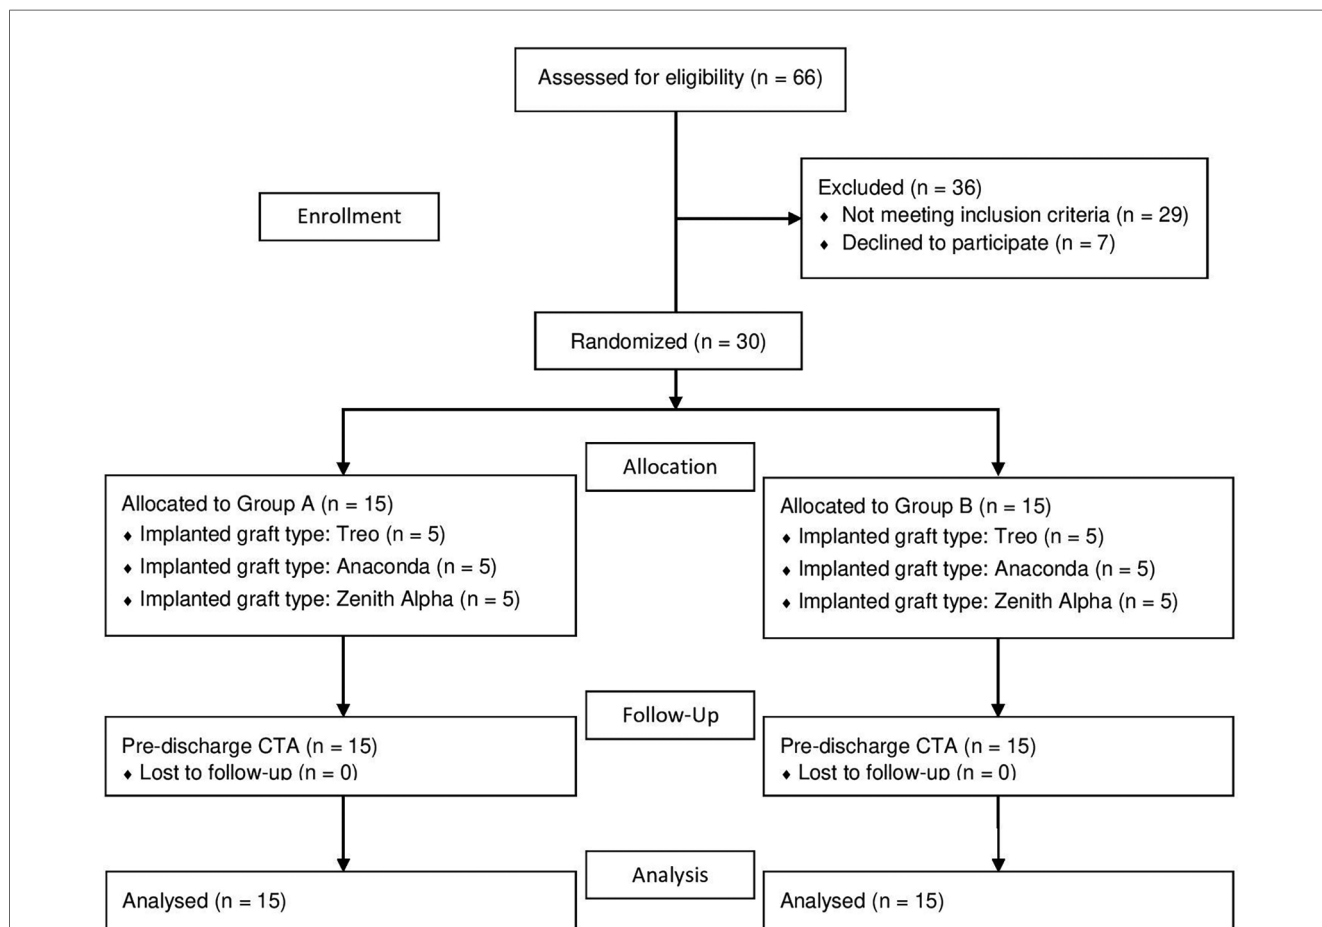 Assessed for eligibility (n = 66)
Excluded (n = 36)
♦ Not meeting inclusion criteria (n = 29)
♦ Declined to participate (n = 7)
Enrollment
Randomized (n = 30)
Allocation
Allocated to Group A (n = 15)
♦ Implanted graft type: Treo (n = 5)
♦ Implanted graft type: Anaconda (n = 5)
♦ Implanted graft type: Zenith Alpha (n = 5)
Allocated to Group B (n = 15)
♦ Implanted graft type: Treo (n = 5)
♦ Implanted graft type: Anaconda (n = 5)
♦ Implanted graft type: Zenith Alpha (n = 5)
Follow-Up
Pre-discharge CTA (n = 15)
♦ Lost to follow-up (n = 0)
Pre-discharge CTA (n = 15)
♦ Lost to follow-up (n = 0)
Analysis
Analysed (n = 15)
Analysed (n = 15)